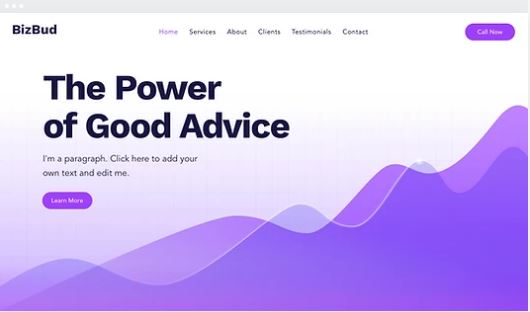 BizBud
Home Services About Clients Testimonials Contact
Call Now
The Power
of Good Advice
I'm a paragraph. Click here to add your
own text and edit me.
Learn More